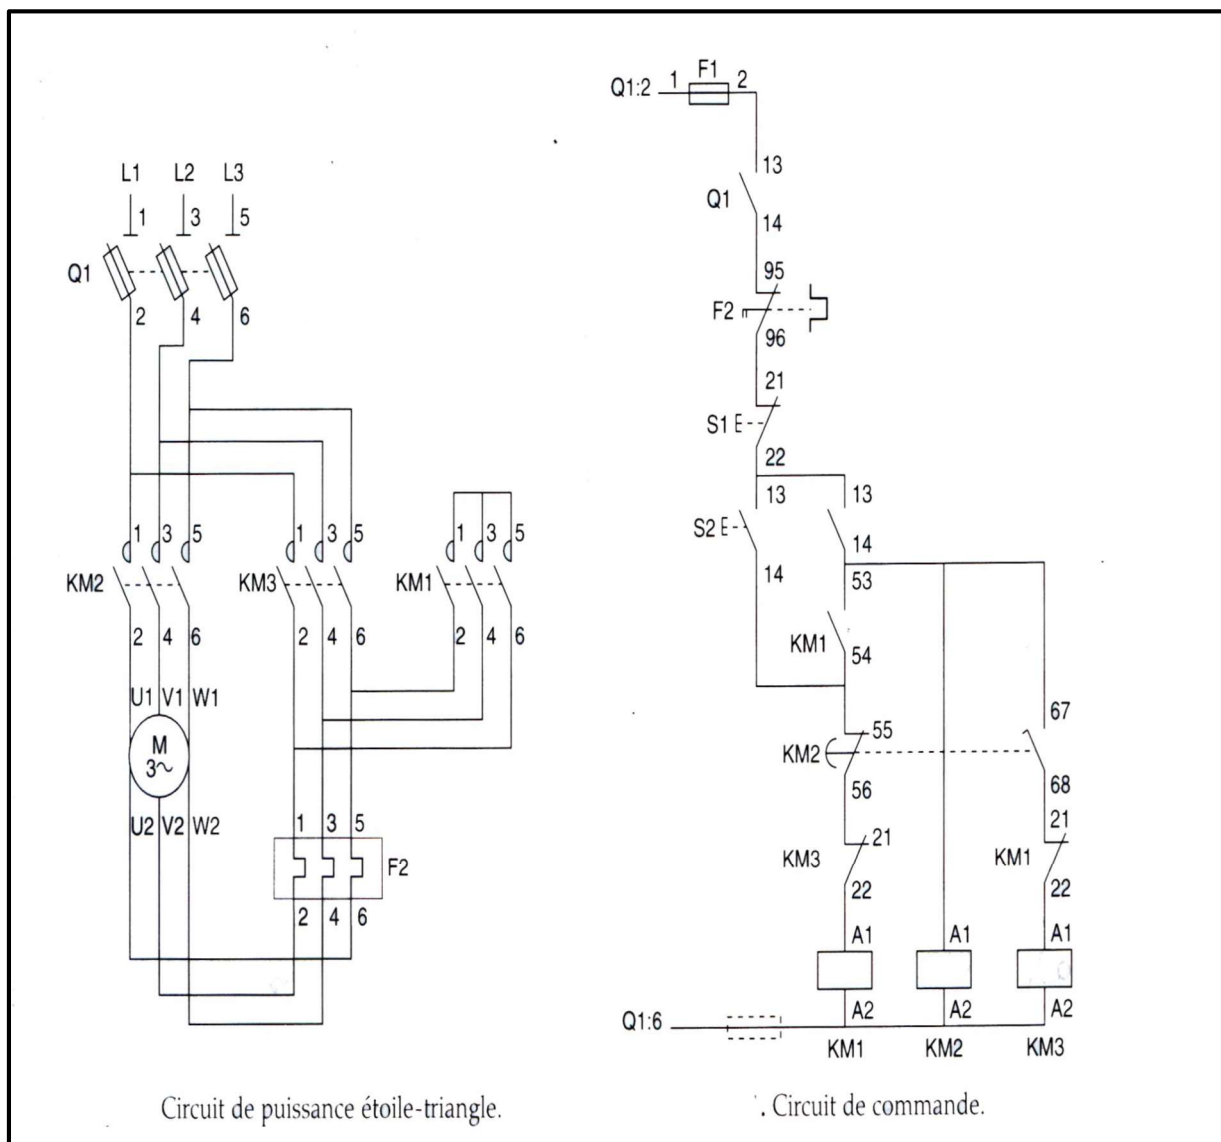 L1 L2 L3
1 3 5
Q1
2 4 6
1 3 5 1 3 5 1 3 5
KM2 KM3 KM1
2 4 6 2 4 6 2 4 6
U1 V1 W1
M
3~
U2 V2 W2
1 3 5
F2
2 4 6
Circuit de puissance étoile-triangle.
F1
Q1:2 1 2
13
Q1
14
95
F2
96
21
S1
22
13 13
S2
14 14
53
KM1
54
67
55
KM2
56 68
21 21
KM3 KM1
22 22
A1 A1 A1
A2 A2 A2
Q1:6
KM1 KM2 KM3
. Circuit de commande.